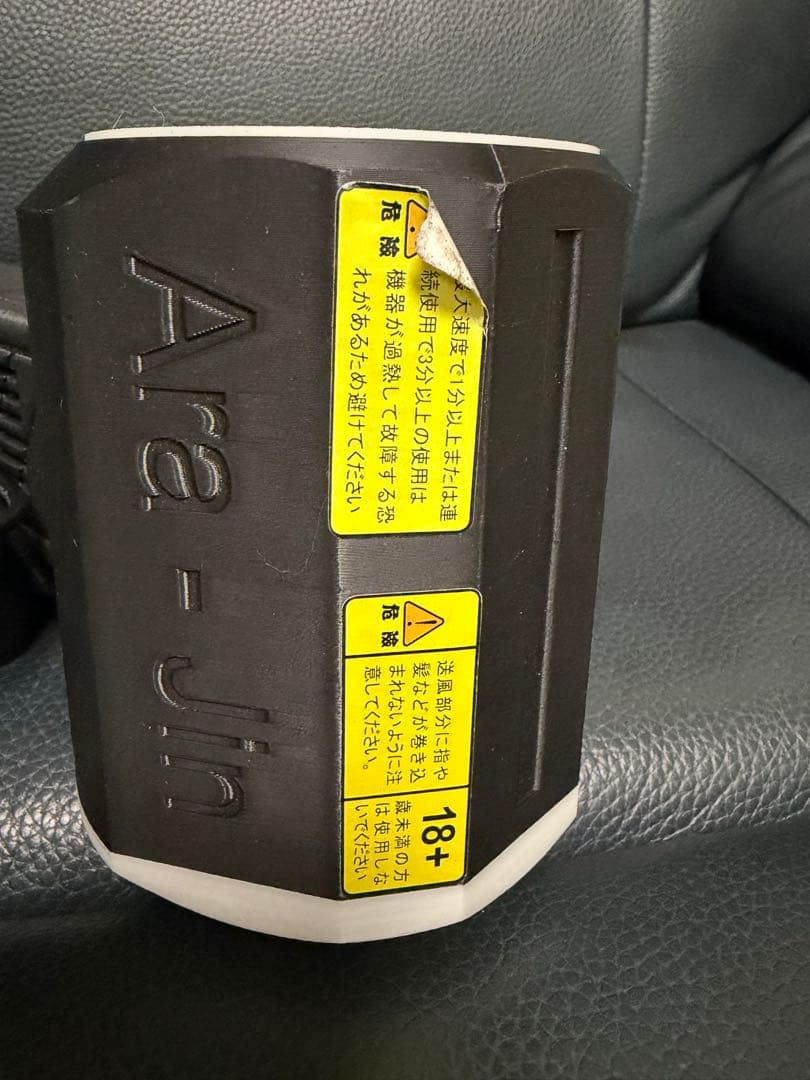 Ara - Jin
危険
大速度で1分以上または連
続使用で3分以上の使用は
機器が過熱して故障する恐
れがあるため避けてください
危険
送風部分に指や
髪などが巻き込
まれないように注
意してください。
18+
歳未満の方
は使用しな
いでください